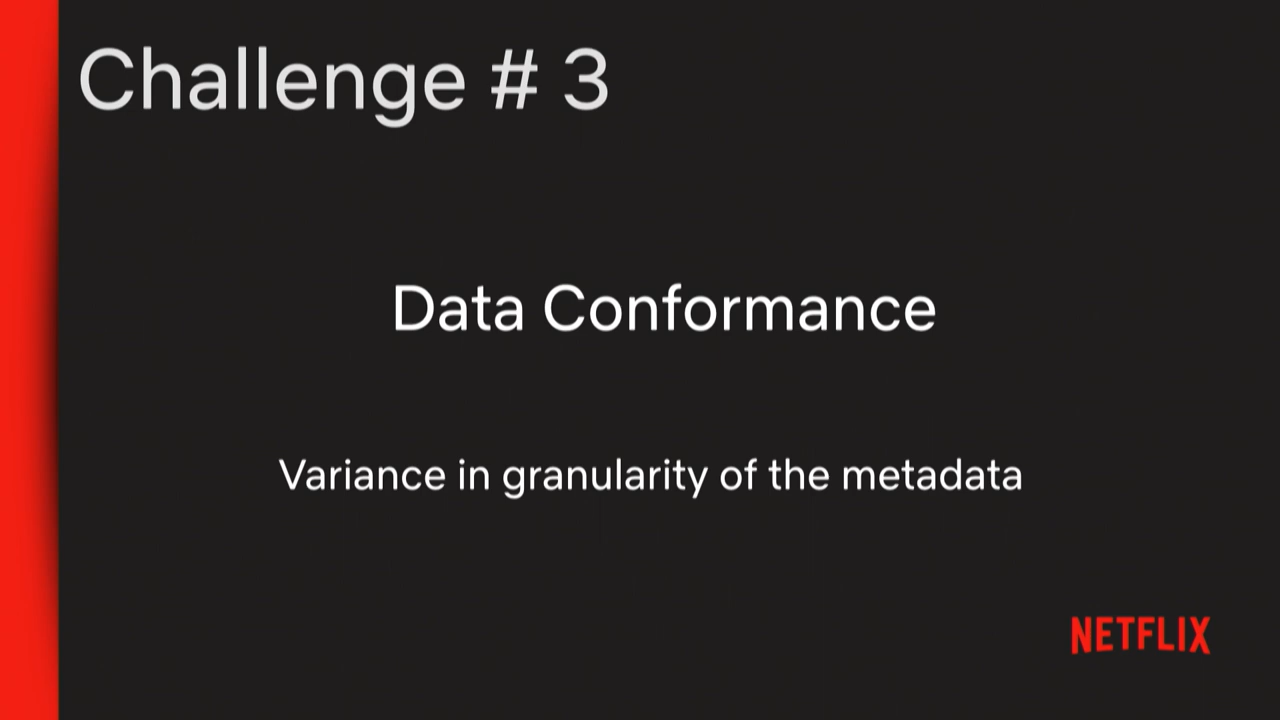 Challenge # 3
Data Conformance
Variance in granularity of the metadata
NETFLIX